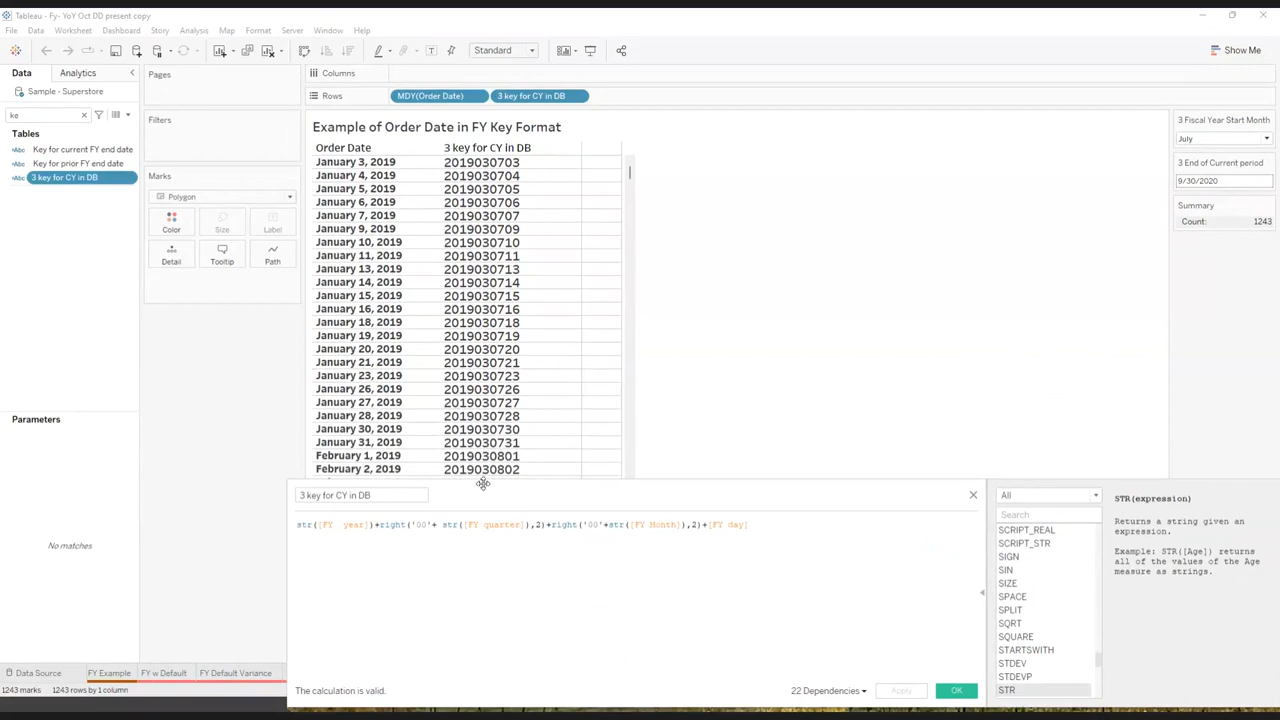 Tableau - Fy- YoY Oct DD present copy
File Data Worksheet Dashboard Story Analysis Map Format Server Window Help
Standard
Show Me
Data Analytics
Sample - Superstore
ke
Tables
Abc Key for current FY end date
Abc Key for prior FY end date
Abc 3 key for CY in DB
Parameters
No matches
Pages
Filters
Marks
Polygon
Color Size Label
Detail Tooltip Path
Columns
Rows MDY(Order Date) 3 key for CY in DB
Example of Order Date in FY Key Format
Order Date 3 key for CY in DB
January 3, 2019 2019030703
January 4, 2019 2019030704
January 5, 2019 2019030705
January 6, 2019 2019030706
January 7, 2019 2019030707
January 9, 2019 2019030709
January 10, 2019 2019030710
January 11, 2019 2019030711
January 13, 2019 2019030713
January 14, 2019 2019030714
January 15, 2019 2019030715
January 16, 2019 2019030716
January 18, 2019 2019030718
January 19, 2019 2019030719
January 20, 2019 2019030720
January 21, 2019 2019030721
January 23, 2019 2019030723
January 26, 2019 2019030726
January 27, 2019 2019030727
January 28, 2019 2019030728
January 30, 2019 2019030730
January 31, 2019 2019030731
February 1, 2019 2019030801
February 2, 2019 2019030802
3 Fiscal Year Start Month
July
3 End of Current period
9/30/2020
Summary
Count: 1243
3 key for CY in DB
str([FY  year])+right('00'+ str([FY quarter]),2)+right('00'+str([FY Month]),2)+[FY day]
The calculation is valid.
22 Dependencies
Apply
OK
All
Search
SCRIPT_REAL
SCRIPT_STR
SIGN
SIN
SIZE
SPACE
SPLIT
SQRT
SQUARE
STARTSWITH
STDEV
STDEVP
STR
STR(expression)
Returns a string given an
expression.
Example: STR([Age]) returns
all of the values of the Age
measure as strings.
Data Source FY Example FY w Default FY Default Variance
1243 marks 1243 rows by 1 column